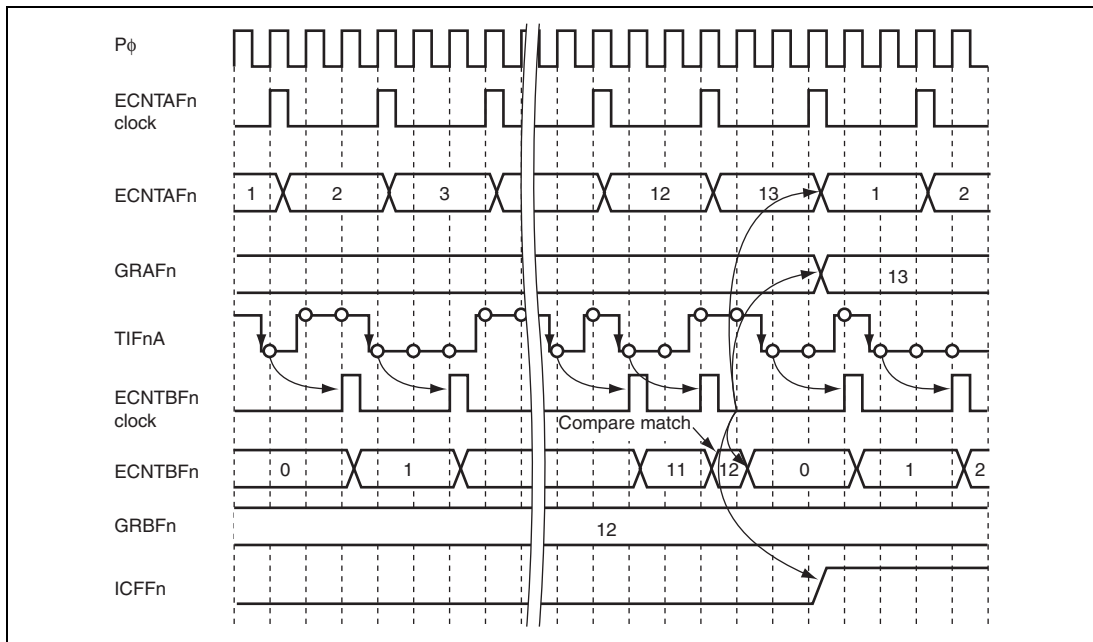 Pϕ
ECNTAFn
clock
ECNTAFn
1 2 3 12 13 1 2
GRAFn
13
TIFnA
ECNTBFn
clock
Compare match
ECNTBFn
0 1 11 12 0 1 2
GRBFn
12
ICFFn